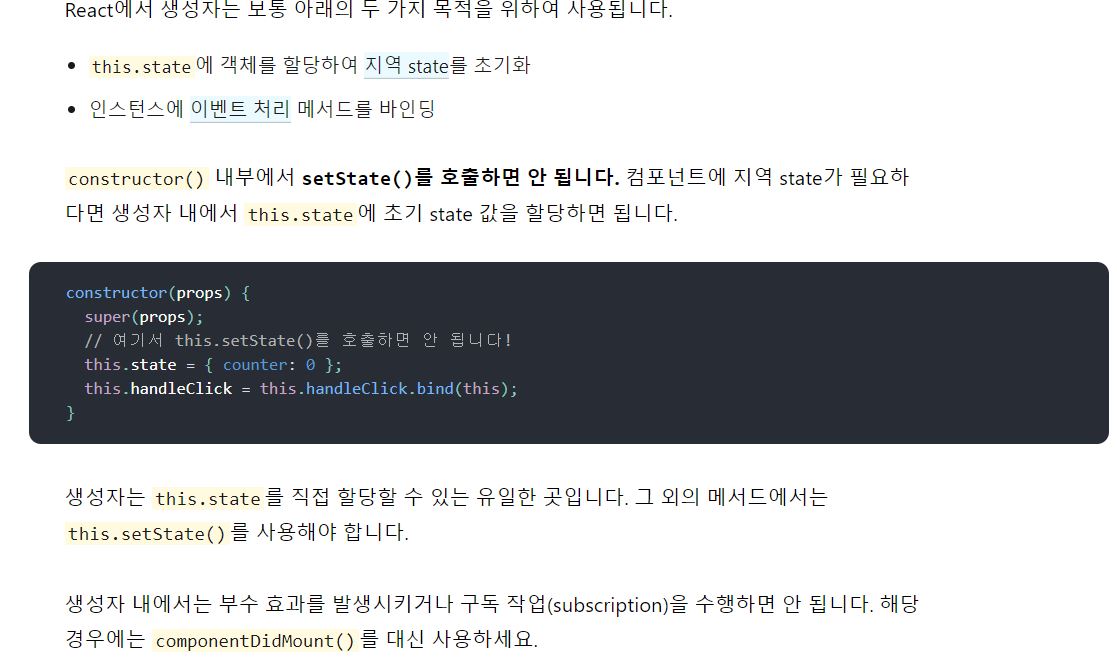 React에서 생성자는 보통 아래의 두 가지 목적을 위하여 사용됩니다.
this.state에 객체를 할당하여 지역 state를 초기화
인스턴스에 이벤트 처리 메서드를 바인딩
constructor() 내부에서 setState()를 호출하면 안 됩니다. 컴포넌트에 지역 state가 필요하
다면 생성자 내에서 this.state에 초기 state 값을 할당하면 됩니다.
constructor(props) {
super(props);
// 여기서 this.setState()를 호출하면 안 됩니다!
this.state = { counter: 0 };
this.handleClick = this.handleClick.bind(this);
}
생성자는 this.state를 직접 할당할 수 있는 유일한 곳입니다. 그 외의 메서드에서는
this.setState()를 사용해야 합니다.
생성자 내에서는 부수 효과를 발생시키거나 구독 작업(subscription)을 수행하면 안 됩니다. 해당
경우에는 componentDidMount()를 대신 사용하세요.